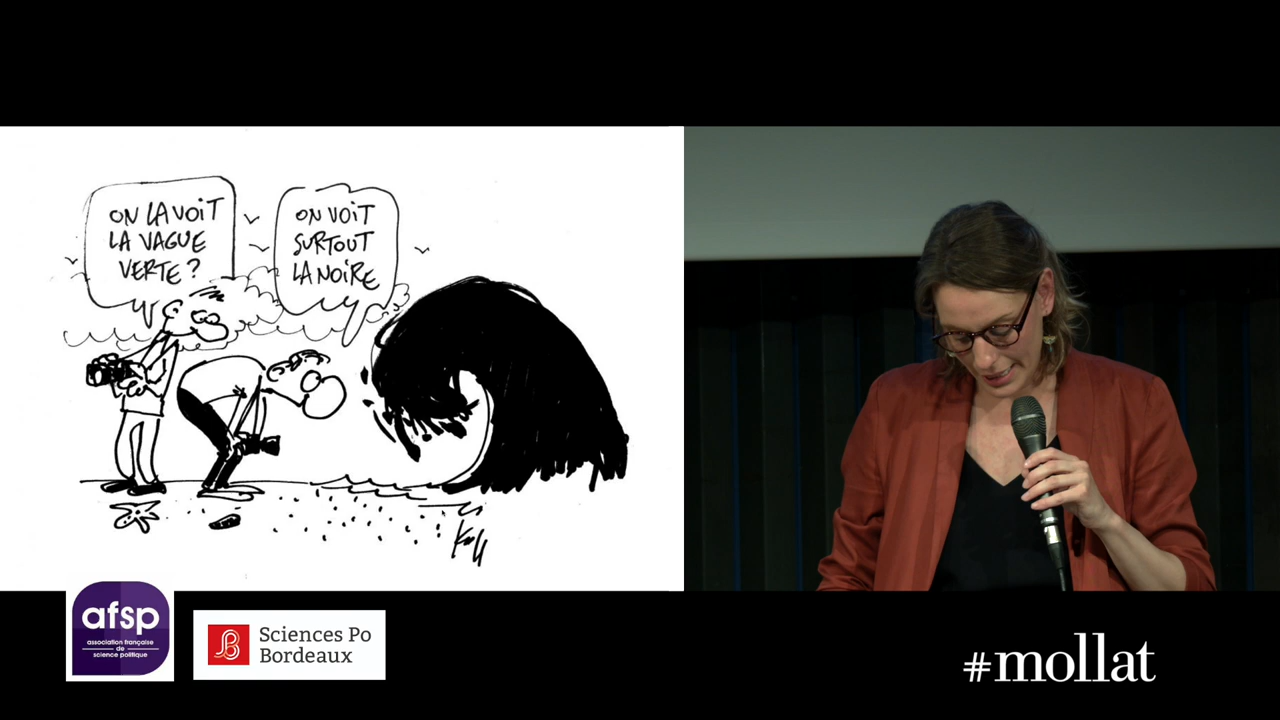 ON LA VOIT
LA VAGUE
VERTE ?
ON VOIT
SURTOUT
LA NOIRE
afsp
association française
de
science politique
Sciences Po
Bordeaux
#mollat